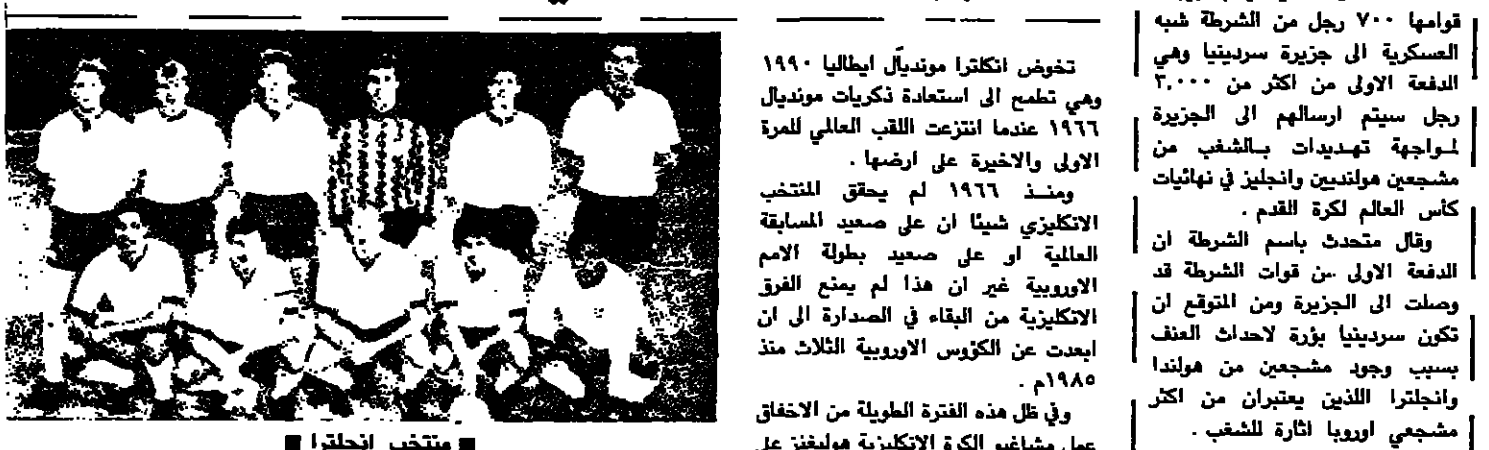 قوامها ٧٠٠ رجل من الشرطة شبه
العسكرية الى جزيرة سردينيا وهي
الدفعة الاولى من اكثر من ٣,٠٠٠
رجل سيتم ارسالهم الى الجزيرة
لمواجهة تهديدات بالشغب من
مشجعين هولنديين وانجليز في نهائيات
كأس العالم لكرة القدم .
وقال متحدث باسم الشرطة ان
الدفعة الاولى من قوات الشرطة قد
وصلت الى الجزيرة ومن المتوقع ان
تكون سردينيا بؤرة لاحداث العنف
بسبب وجود مشجعين من هولندا
وانجلترا اللذين يعتبران من اكثر
مشجعي اوروبا اثارة للشغب .
تخوض انكلترا مونديال ايطاليا ١٩٩٠
وهي تطمح الى استعادة ذكريات مونديال
١٩٦٦ عندما انتزعت اللقب العالمي للمرة
الاولى والاخيرة على ارضها .
ومنذ ١٩٦٦ لم يحقق المنتخب
الانكليزي شيئا ان على صعيد المسابقة
العالمية او على صعيد بطولة الامم
الاوروبية غير ان هذا لم يمنع الفرق
الانكليزية من البقاء في الصدارة الى ان
ابعدت عن الكؤوس الاوروبية الثلاث منذ
١٩٨٥م .
وفي ظل هذه الفترة الطويلة من الاخفاق
عمل مشاغبو الكرة الانكليزية هوليغنز على
■ منتخب انجلترا ■